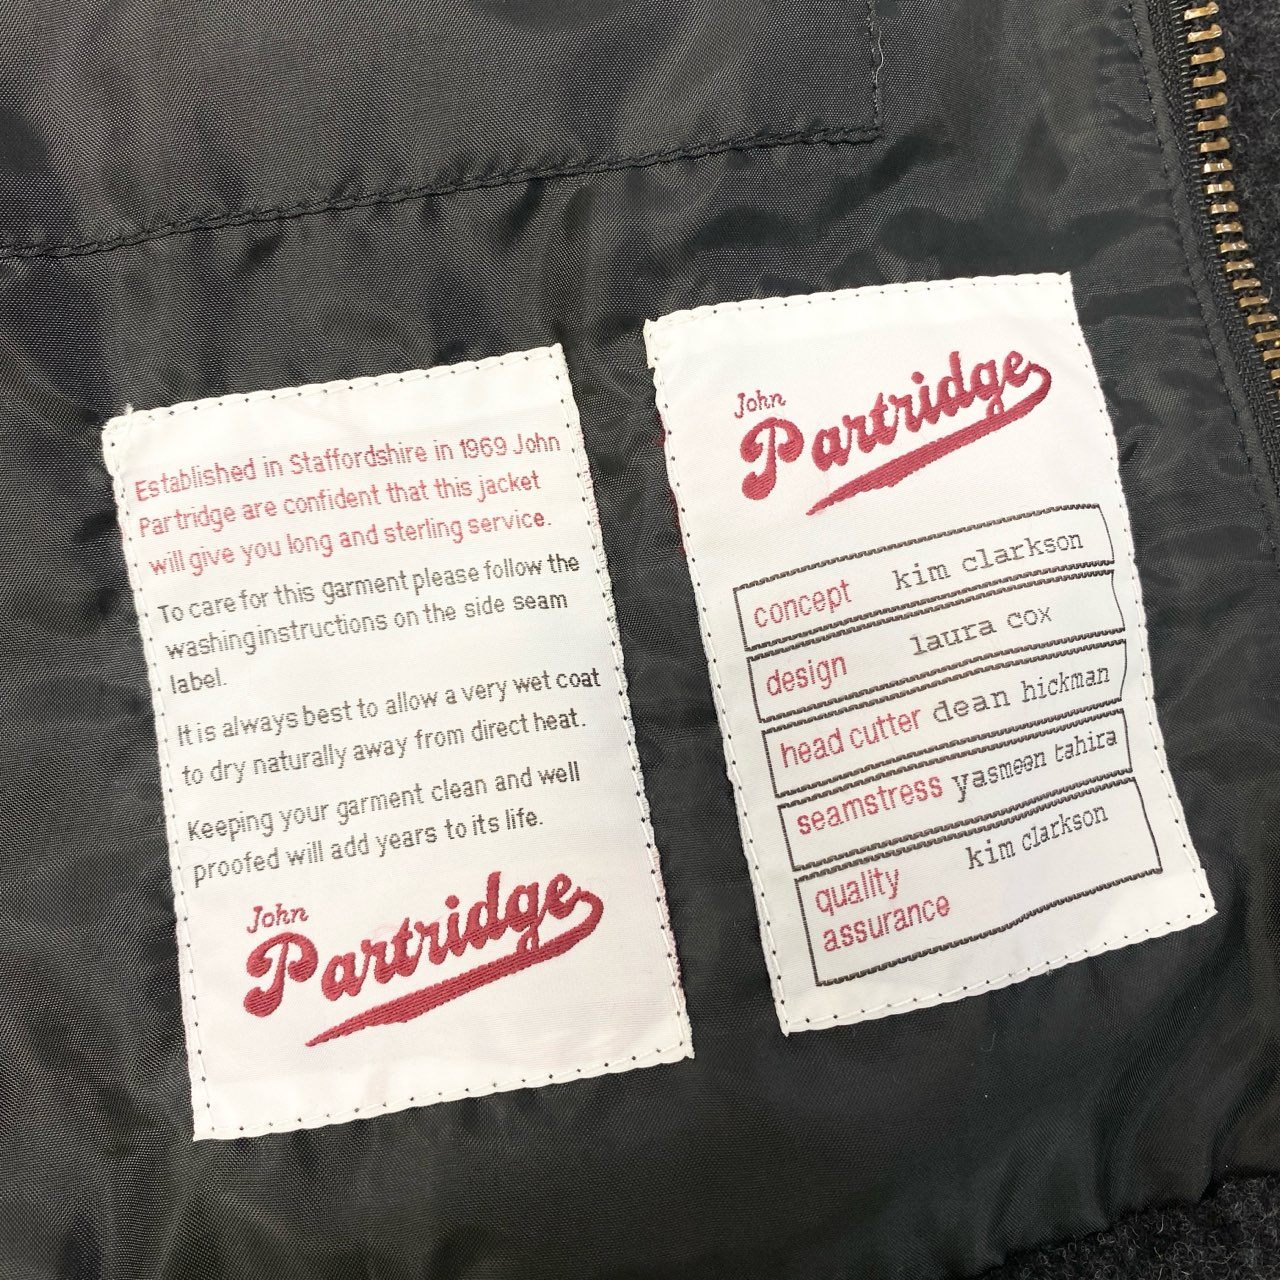 Established in Staffordshire in 1969 John
Partridge are confident that this jacket
will give you long and sterling service.
To care for this garment please follow the
washing instructions on the side seam
label.
It is always best to allow a very wet coat
to dry naturally away from direct heat.
Keeping your garment clean and well
proofed will add years to its life.
John
Partridge
John
Partridge
concept kim clarkson
design laura cox
head cutter dean hickman
seamstress yasmeen tahira
quality kim clarkson
assurance